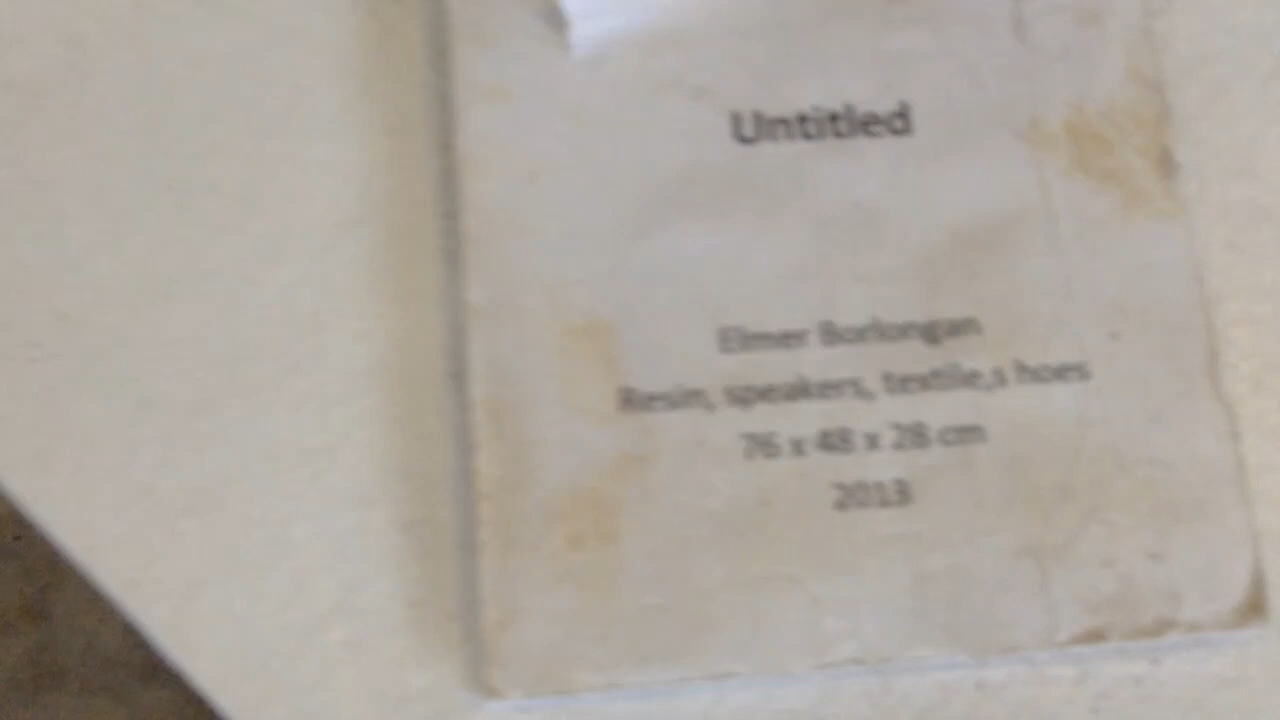 Untitled
Elmer Borlongan
Resin, speakers, textile,s hoes
76 x 48 x 28 cm
2013